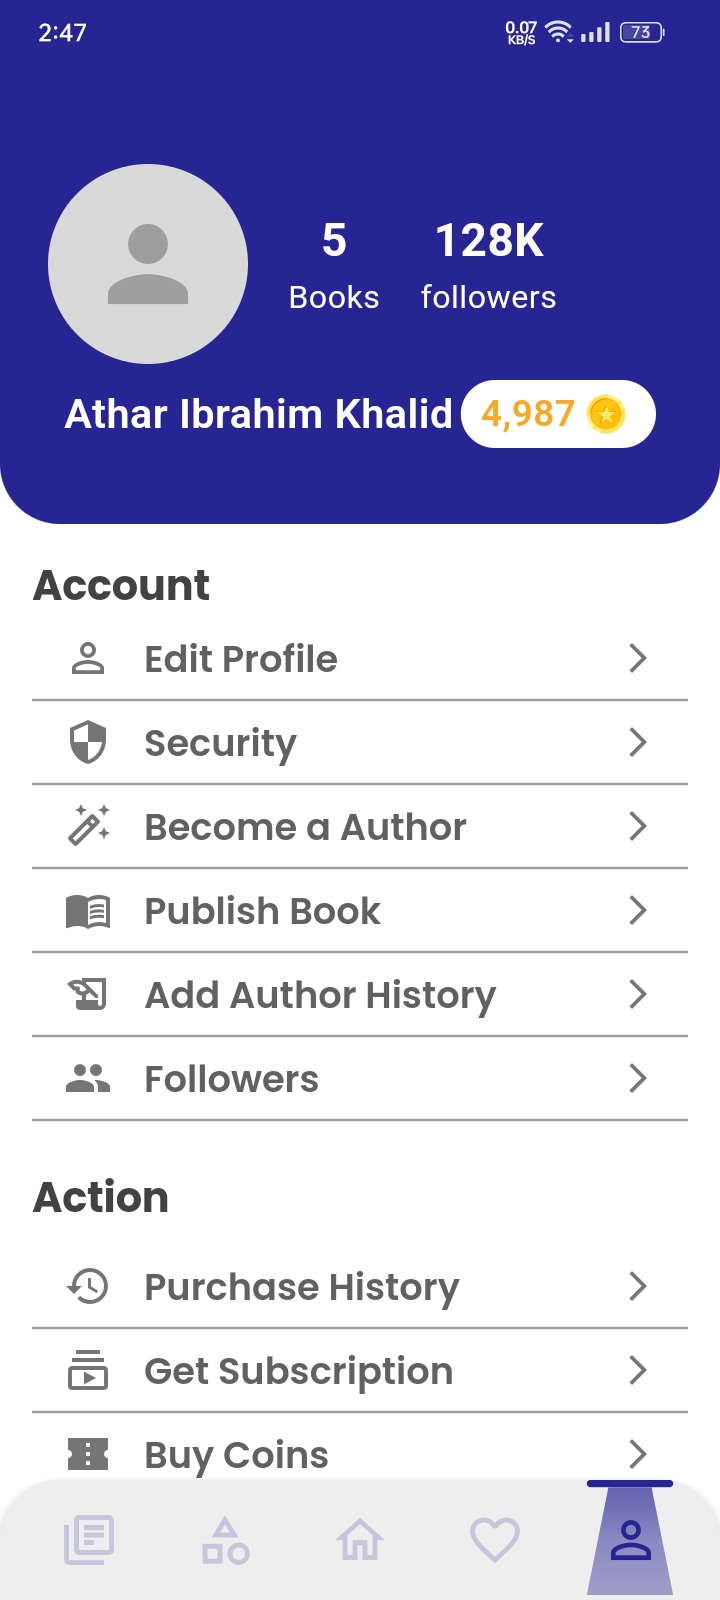 2:47
0.07
KB/S
73
5 128K
Books followers
Athar Ibrahim Khalid 4,987
Account
Edit Profile
Security
Become a Author
Publish Book
Add Author History
Followers
Action
Purchase History
Get Subscription
Buy Coins